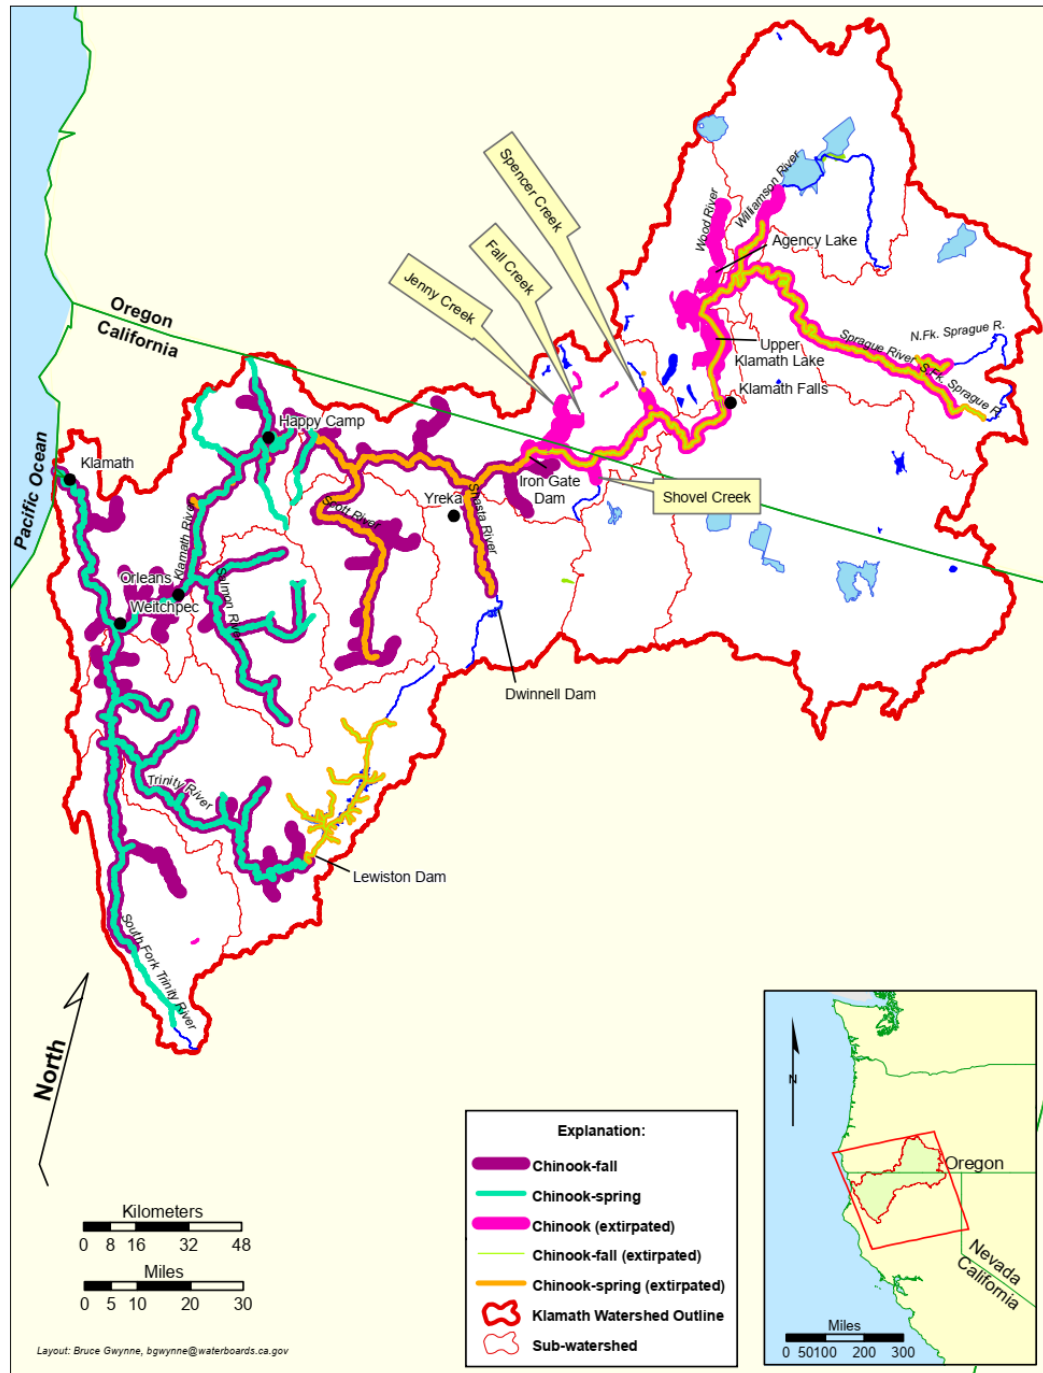 Spencer Creek
Fall Creek
Jenny Creek
Wood River
Williamson River
Agency Lake
Oregon
California
Upper
Klamath Lake
Sprague River
N.Fk. Sprague R.
S.Fk. Sprague R.
Klamath Falls
Happy Camp
Klamath
Pacific Ocean
Iron Gate
Dam
Shovel Creek
Yreka
Scott River
Shasta River
Klamath River
Orleans
Weitchpec
Salmon River
Dwinnell Dam
Trinity River
Lewiston Dam
South Fork Trinity River
North
Kilometers
0 8 16 32 48
Miles
0 5 10 20 30
Layout: Bruce Gwynne, bgwynne@waterboards.ca.gov
Explanation:
Chinook-fall
Chinook-spring
Chinook (extirpated)
Chinook-fall (extirpated)
Chinook-spring (extirpated)
Klamath Watershed Outline
Sub-watershed
N
Oregon
Nevada
California
Miles
0 50100 200 300